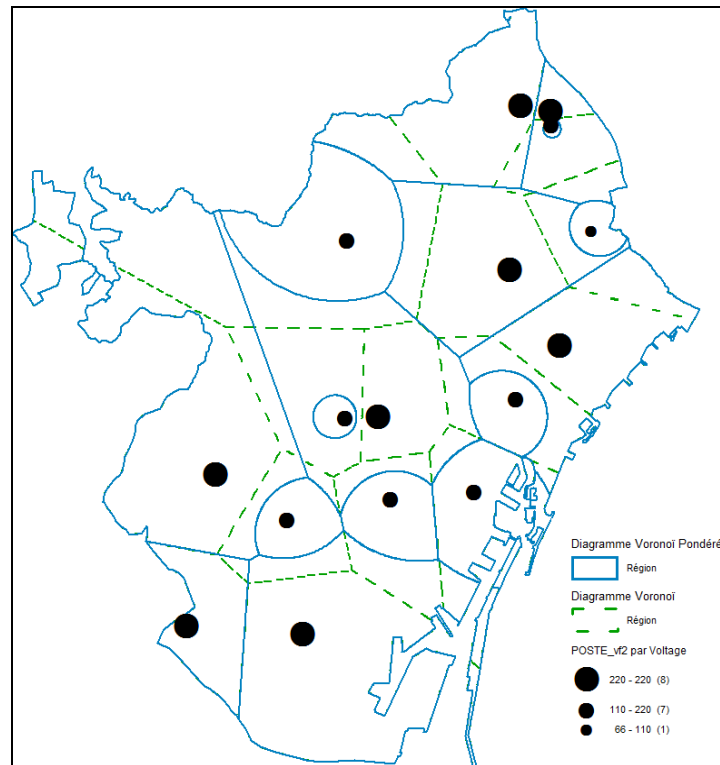 Diagramme Voronoï Pondéré
Région
Diagramme Voronoï
Région
POSTE_vf2 par Voltage
220 - 220 (8)
110 - 220 (7)
66 - 110 (1)